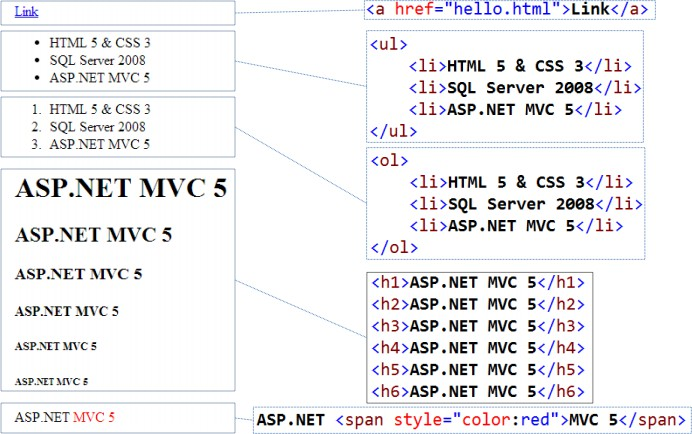 Link
<a href="hello.html">Link</a>
• HTML 5 & CSS 3
• SQL Server 2008
• ASP.NET MVC 5
<ul>
<li>HTML 5 & CSS 3</li>
<li>SQL Server 2008</li>
<li>ASP.NET MVC 5</li>
</ul>
1. HTML 5 & CSS 3
2. SQL Server 2008
3. ASP.NET MVC 5
<ol>
<li>HTML 5 & CSS 3</li>
<li>SQL Server 2008</li>
<li>ASP.NET MVC 5</li>
</ol>
ASP.NET MVC 5
ASP.NET MVC 5
ASP.NET MVC 5
ASP.NET MVC 5
ASP.NET MVC 5
ASP.NET MVC 5
<h1>ASP.NET MVC 5</h1>
<h2>ASP.NET MVC 5</h2>
<h3>ASP.NET MVC 5</h3>
<h4>ASP.NET MVC 5</h4>
<h5>ASP.NET MVC 5</h5>
<h6>ASP.NET MVC 5</h6>
ASP.NET MVC 5
ASP.NET <span style="color:red">MVC 5</span>